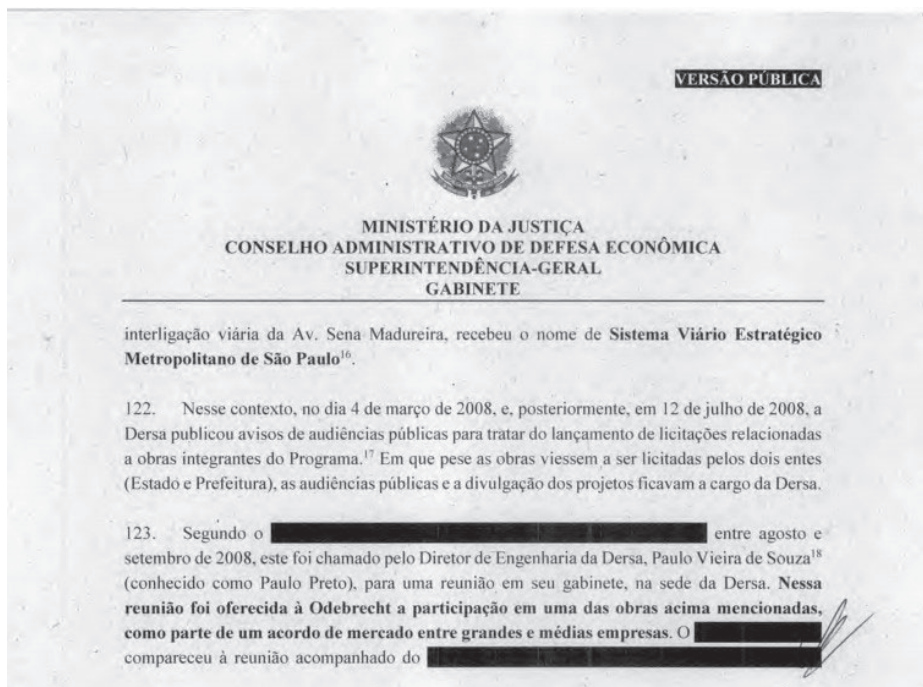 VERSÃO PÚBLICA
MINISTÉRIO DA JUSTIÇA
CONSELHO ADMINISTRATIVO DE DEFESA ECONÔMICA
SUPERINTENDÊNCIA-GERAL
GABINETE
interligação viária da Av. Sena Madureira, recebeu o nome de Sistema Viário Estratégico
Metropolitano de São Paulo16.
122. Nesse contexto, no dia 4 de março de 2008, e, posteriormente, em 12 de julho de 2008, a
Dersa publicou avisos de audiências públicas para tratar do lançamento de licitações relacionadas
a obras integrantes do Programa.17 Em que pese as obras viessem a ser licitadas pelos dois entes
(Estado e Prefeitura), as audiências públicas e a divulgação dos projetos ficavam a cargo da Dersa.
123. Segundo o entre agosto e
setembro de 2008, este foi chamado pelo Diretor de Engenharia da Dersa, Paulo Vieira de Souza18
(conhecido como Paulo Preto), para uma reunião em seu gabinete, na sede da Dersa. Nessa
reunião foi oferecida à Odebrecht a participação em uma das obras acima mencionadas,
como parte de um acordo de mercado entre grandes e médias empresas. O
compareceu à reunião acompanhado do